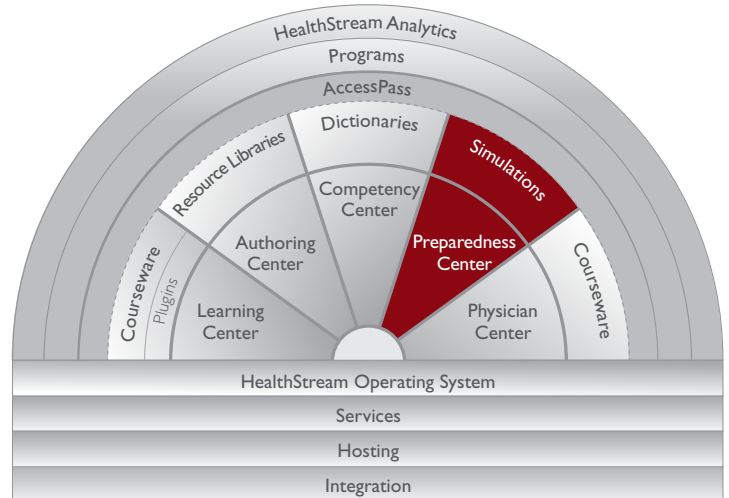 HealthStream Analytics
Programs
AccessPass
Courseware
Plugins
Resource Libraries
Dictionaries
Simulations
Courseware
Learning
Center
Authoring
Center
Competency
Center
Preparedness
Center
Physician
Center
HealthStream Operating System
Services
Hosting
Integration